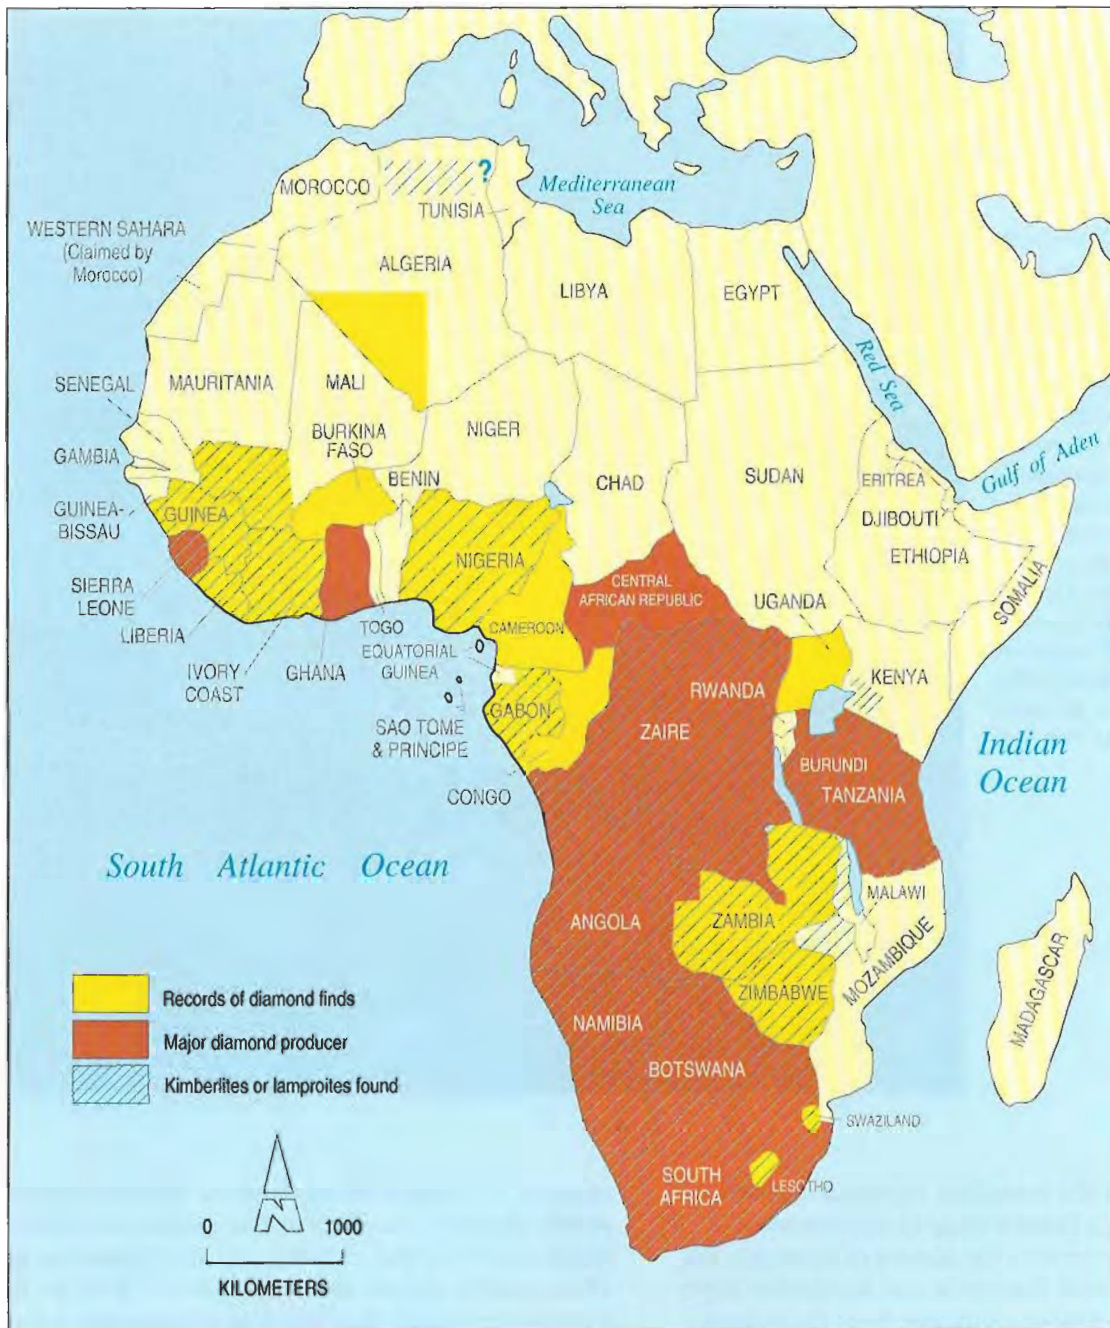 MOROCCO
?
TUNISIA
Mediterranean
Sea
WESTERN SAHARA
(Claimed by
Morocco)
ALGERIA
LIBYA
EGYPT
Red Sea
SENEGAL
MAURITANIA
MALI
NIGER
CHAD
SUDAN
ERITREA
Gulf of Aden
GAMBIA
BURKINA
FASO
BENIN
DJIBOUTI
GUINEA-
BISSAU
GUINEA
NIGERIA
ETHIOPIA
SOMALIA
SIERRA
LEONE
CENTRAL
AFRICAN REPUBLIC
UGANDA
LIBERIA
TOGO
CAMEROON
IVORY
COAST
GHANA
EQUATORIAL
GUINEA
KENYA
RWANDA
GABON
SAO TOME
& PRINCIPE
ZAIRE
Indian
Ocean
CONGO
BURUNDI
TANZANIA
South Atlantic Ocean
MALAWI
ANGOLA
ZAMBIA
MOZAMBIQUE
MADAGASCAR
ZIMBABWE
NAMIBIA
BOTSWANA
SWAZILAND
SOUTH
AFRICA
LESOTHO
Records of diamond finds
Major diamond producer
Kimberlites or lamproites found
N
0 1000
KILOMETERS